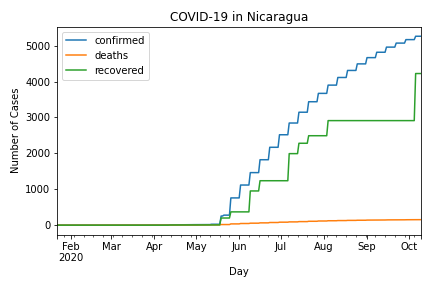 COVID-19 in Nicaragua
confirmed
deaths
recovered
Number of Cases
5000
4000
3000
2000
1000
0
Feb Mar Apr May Jun Jul Aug Sep Oct
2020
Day